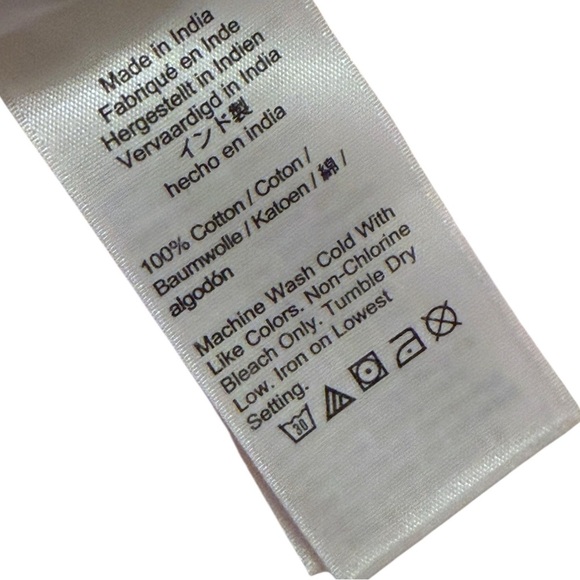 Made in India
Fabriqué en Inde
Hergestellt in Indien
Vervaardigd in India
インド製
hecho en india
100% Cotton / Coton /
Baumwolle / Katoen / 綿 /
algodón
Machine Wash Cold With
Like Colors. Non-Chlorine
Bleach Only. Tumble Dry
Low. Iron on Lowest
Setting.
30